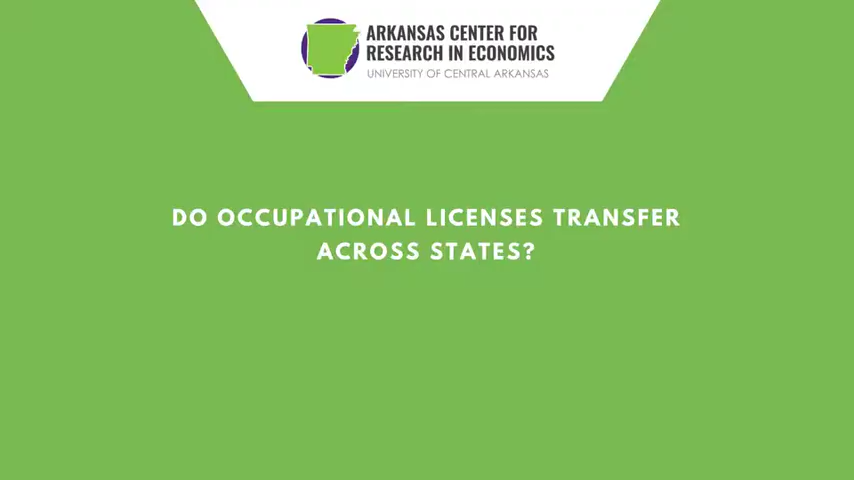 ARKANSAS CENTER FOR
RESEARCH IN ECONOMICS
UNIVERSITY OF CENTRAL ARKANSAS
DO OCCUPATIONAL LICENSES TRANSFER
ACROSS STATES?